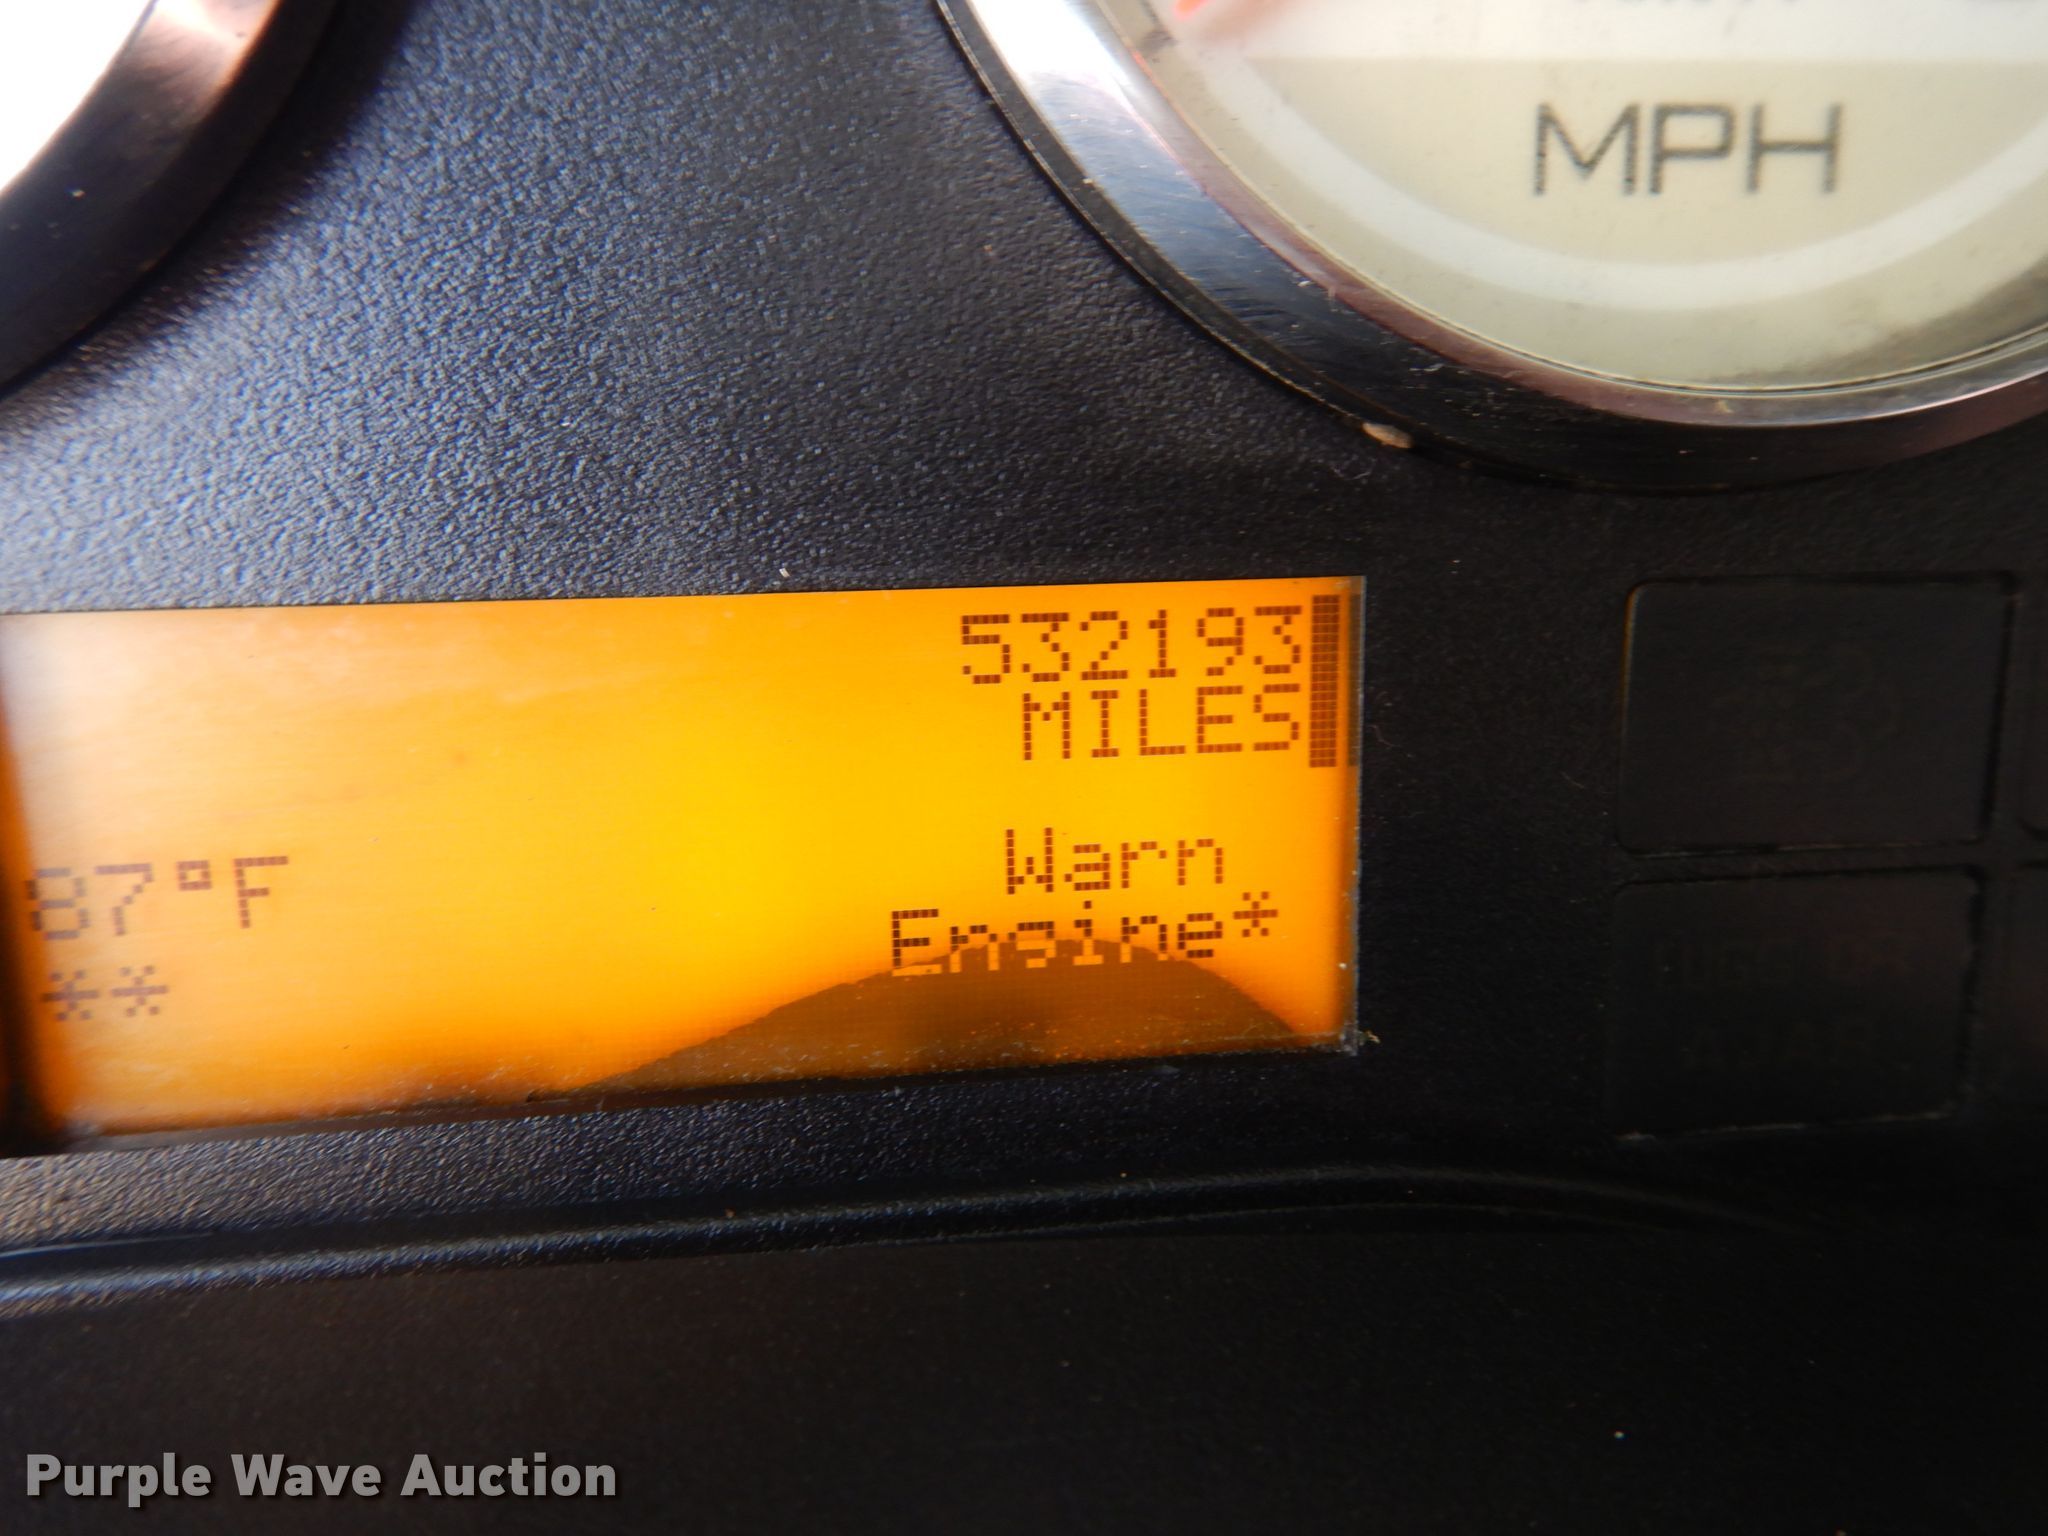 MPH
532193
MILES
Warn
87°F
Engine*
**
Purple Wave Auction